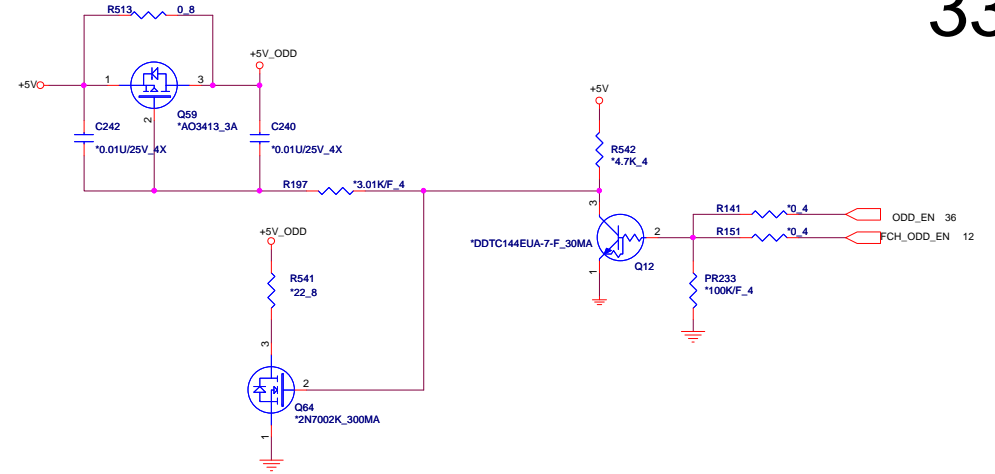 33
R513 0_8
+5V
1
3
2
+5V_ODD
Q59
*AO3413_3A
C242
*0.01U/25V_4X
C240
*0.01U/25V_4X
R197 *3.01K/F_4
+5V
R542
*4.7K_4
3
*DDTC144EUA-7-F_30MA
2
1
Q12
R141 *0_4
ODD_EN 36
R151 *0_4
FCH_ODD_EN 12
PR233
*100K/F_4
+5V_ODD
R541
*22_8
3
2
Q64
*2N7002K_300MA
1